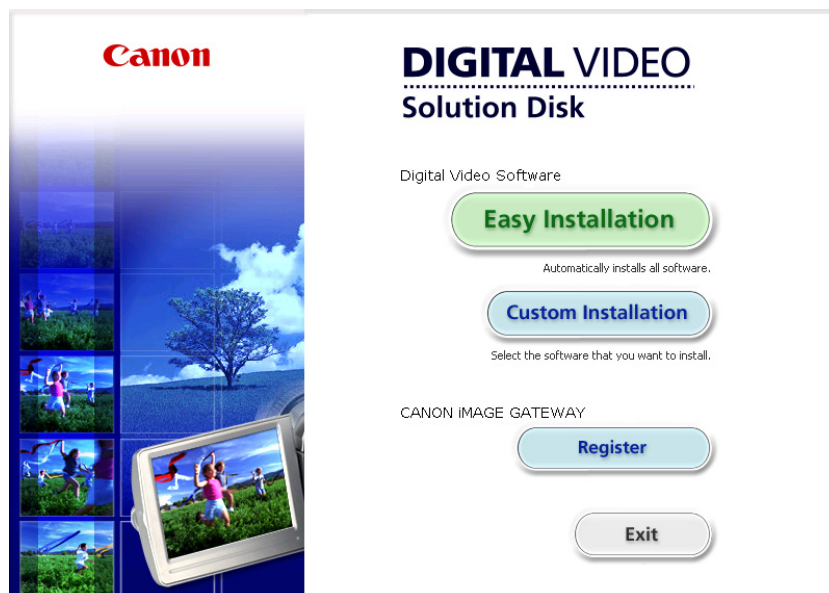 Canon
DIGITAL VIDEO
Solution Disk
Digital Video Software
Easy Installation
Automatically installs all software.
Custom Installation
Select the software that you want to install.
CANON iMAGE GATEWAY
Register
Exit